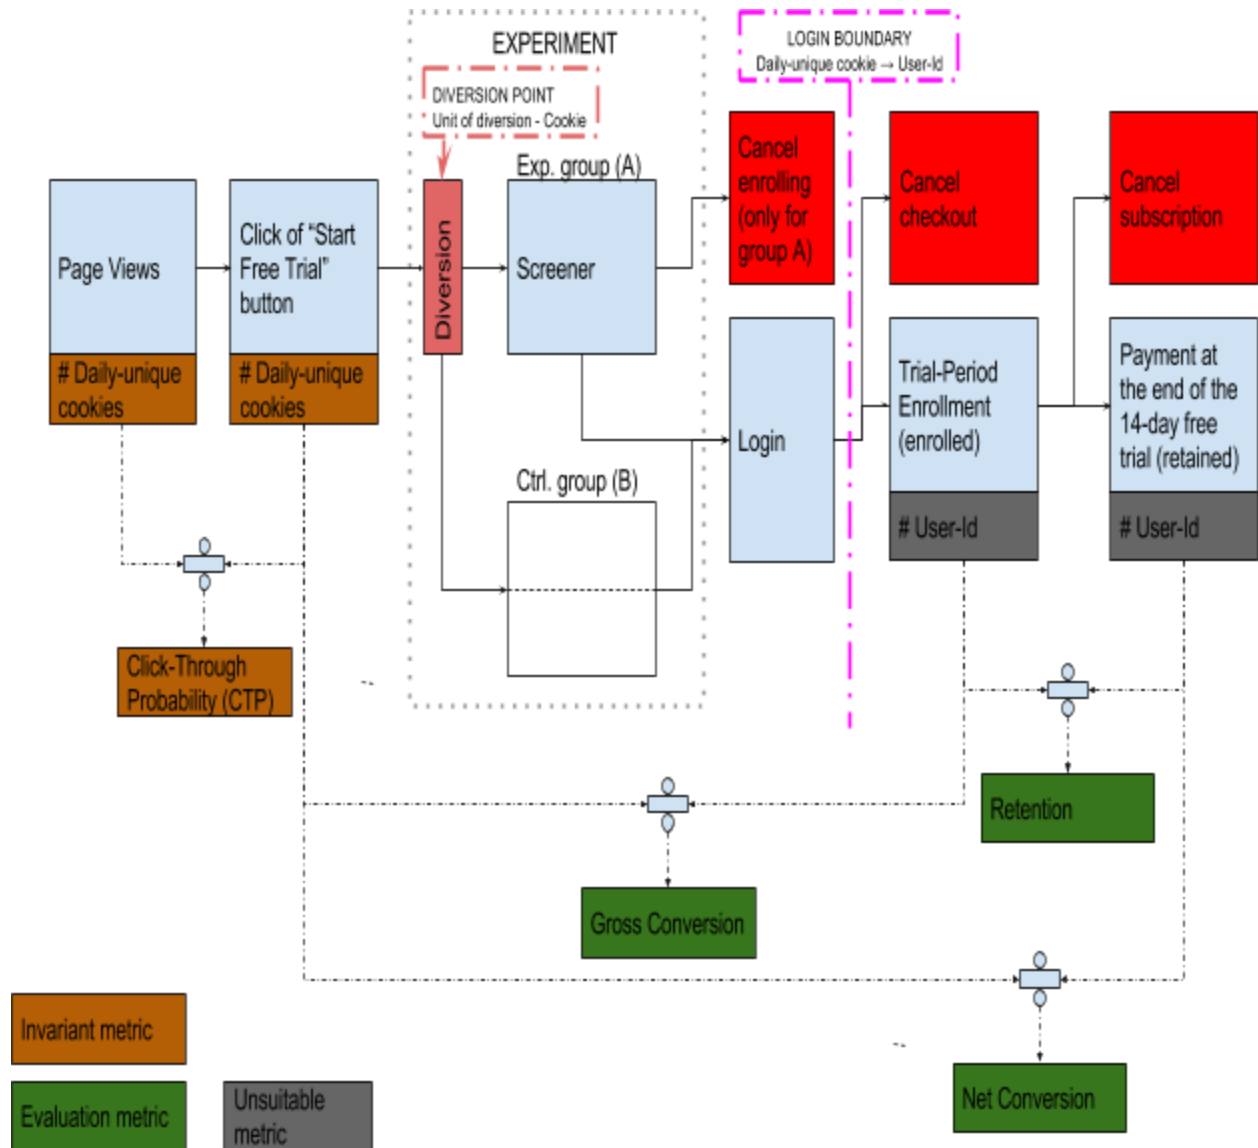 EXPERIMENT
LOGIN BOUNDARY
Daily-unique cookie → User-Id
DIVERSION POINT
Unit of diversion - Cookie
Page Views
# Daily-unique
cookies
Click of “Start
Free Trial”
button
# Daily-unique
cookies
Diversion
Exp. group (A)
Screener
Ctrl. group (B)
Cancel
enrolling
(only for
group A)
Login
Cancel
checkout
Trial-Period
Enrollment
(enrolled)
# User-Id
Cancel
subscription
Payment at
the end of the
14-day free
trial (retained)
# User-Id
Click-Through
Probability (CTP)
Retention
Gross Conversion
Net Conversion
Invariant metric
Evaluation metric
Unsuitable
metric